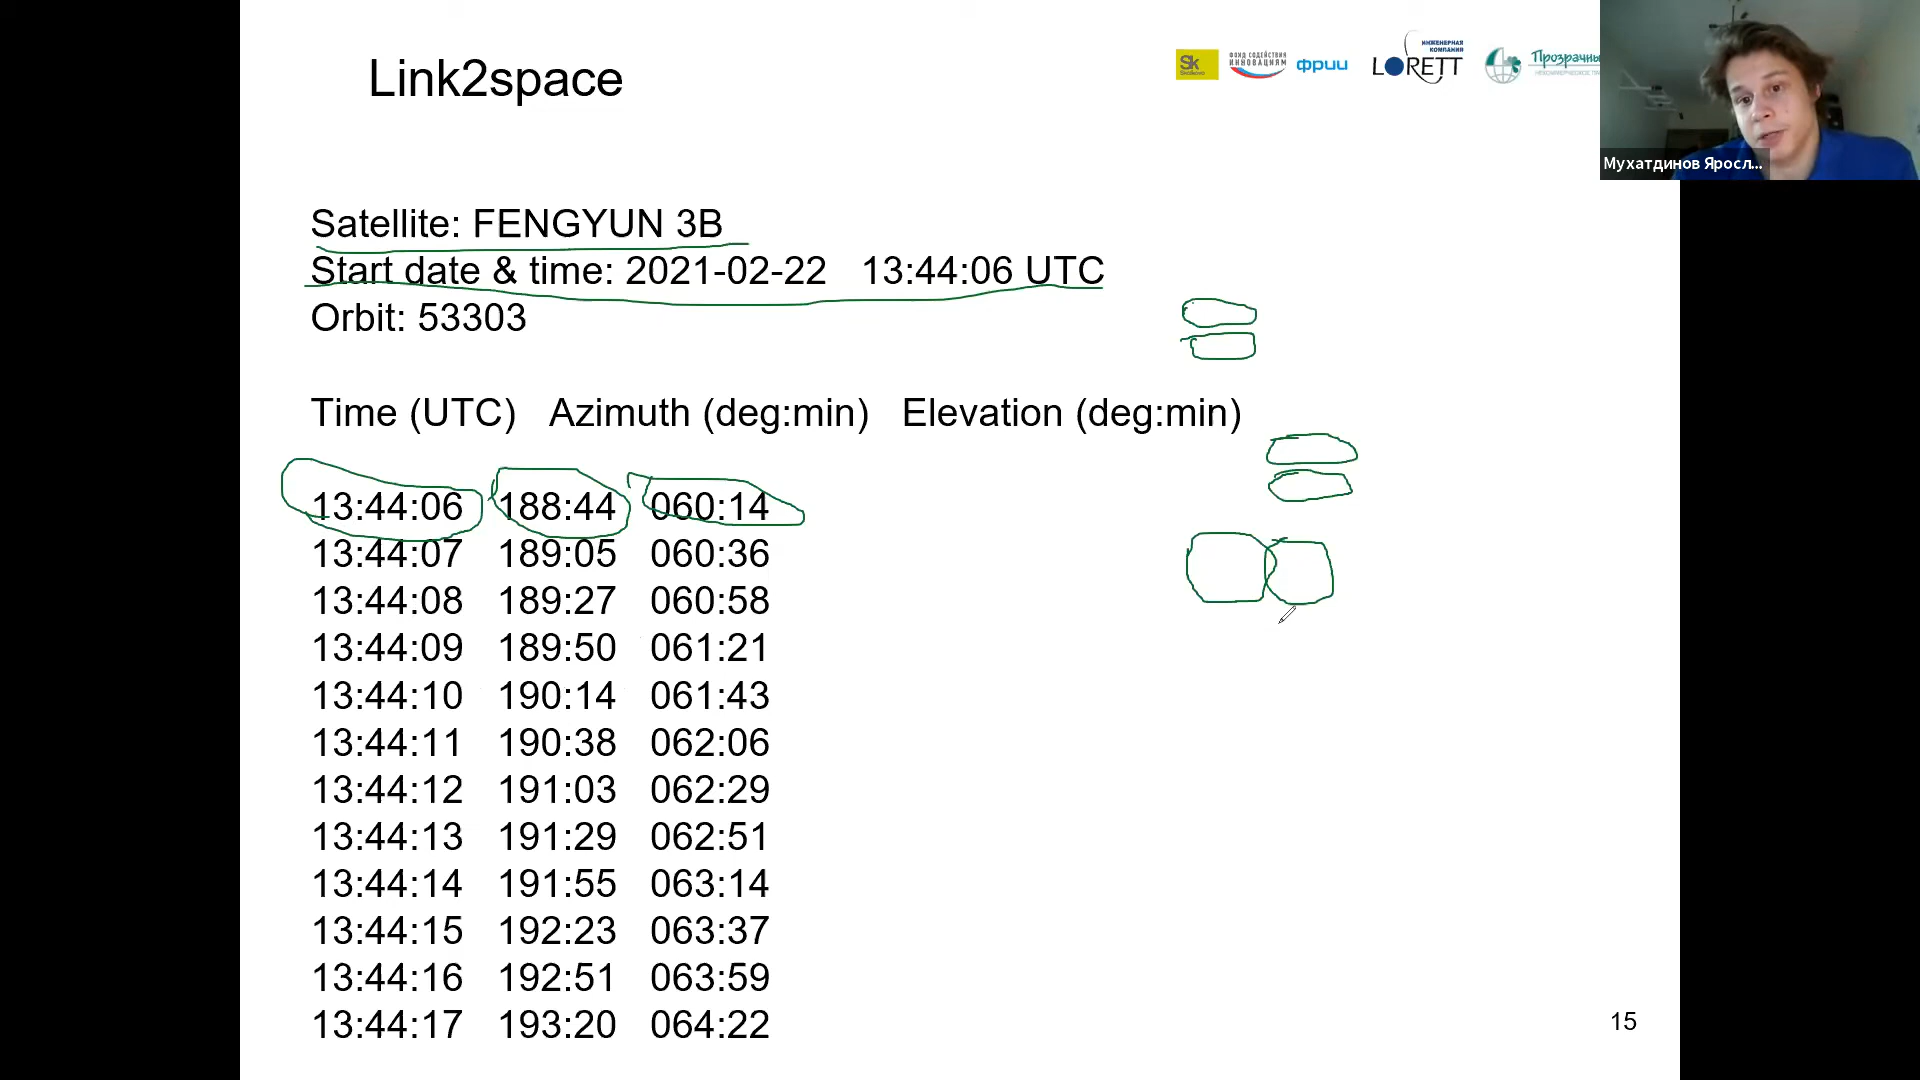 Link2space
Sk
ФОНД СОДЕЙСТВИЯ
ИННОВАЦИЯМ
фрии
ИНЖЕНЕРНАЯ
КОМПАНИЯ
LORETT
Прозрачны
Мухатдинов Яросл...
Satellite: FENGYUN 3B
Start date & time: 2021-02-22 13:44:06 UTC
Orbit: 53303
Time (UTC) Azimuth (deg:min) Elevation (deg:min)
13:44:06 188:44 060:14
13:44:07 189:05 060:36
13:44:08 189:27 060:58
13:44:09 189:50 061:21
13:44:10 190:14 061:43
13:44:11 190:38 062:06
13:44:12 191:03 062:29
13:44:13 191:29 062:51
13:44:14 191:55 063:14
13:44:15 192:23 063:37
13:44:16 192:51 063:59
13:44:17 193:20 064:22
15